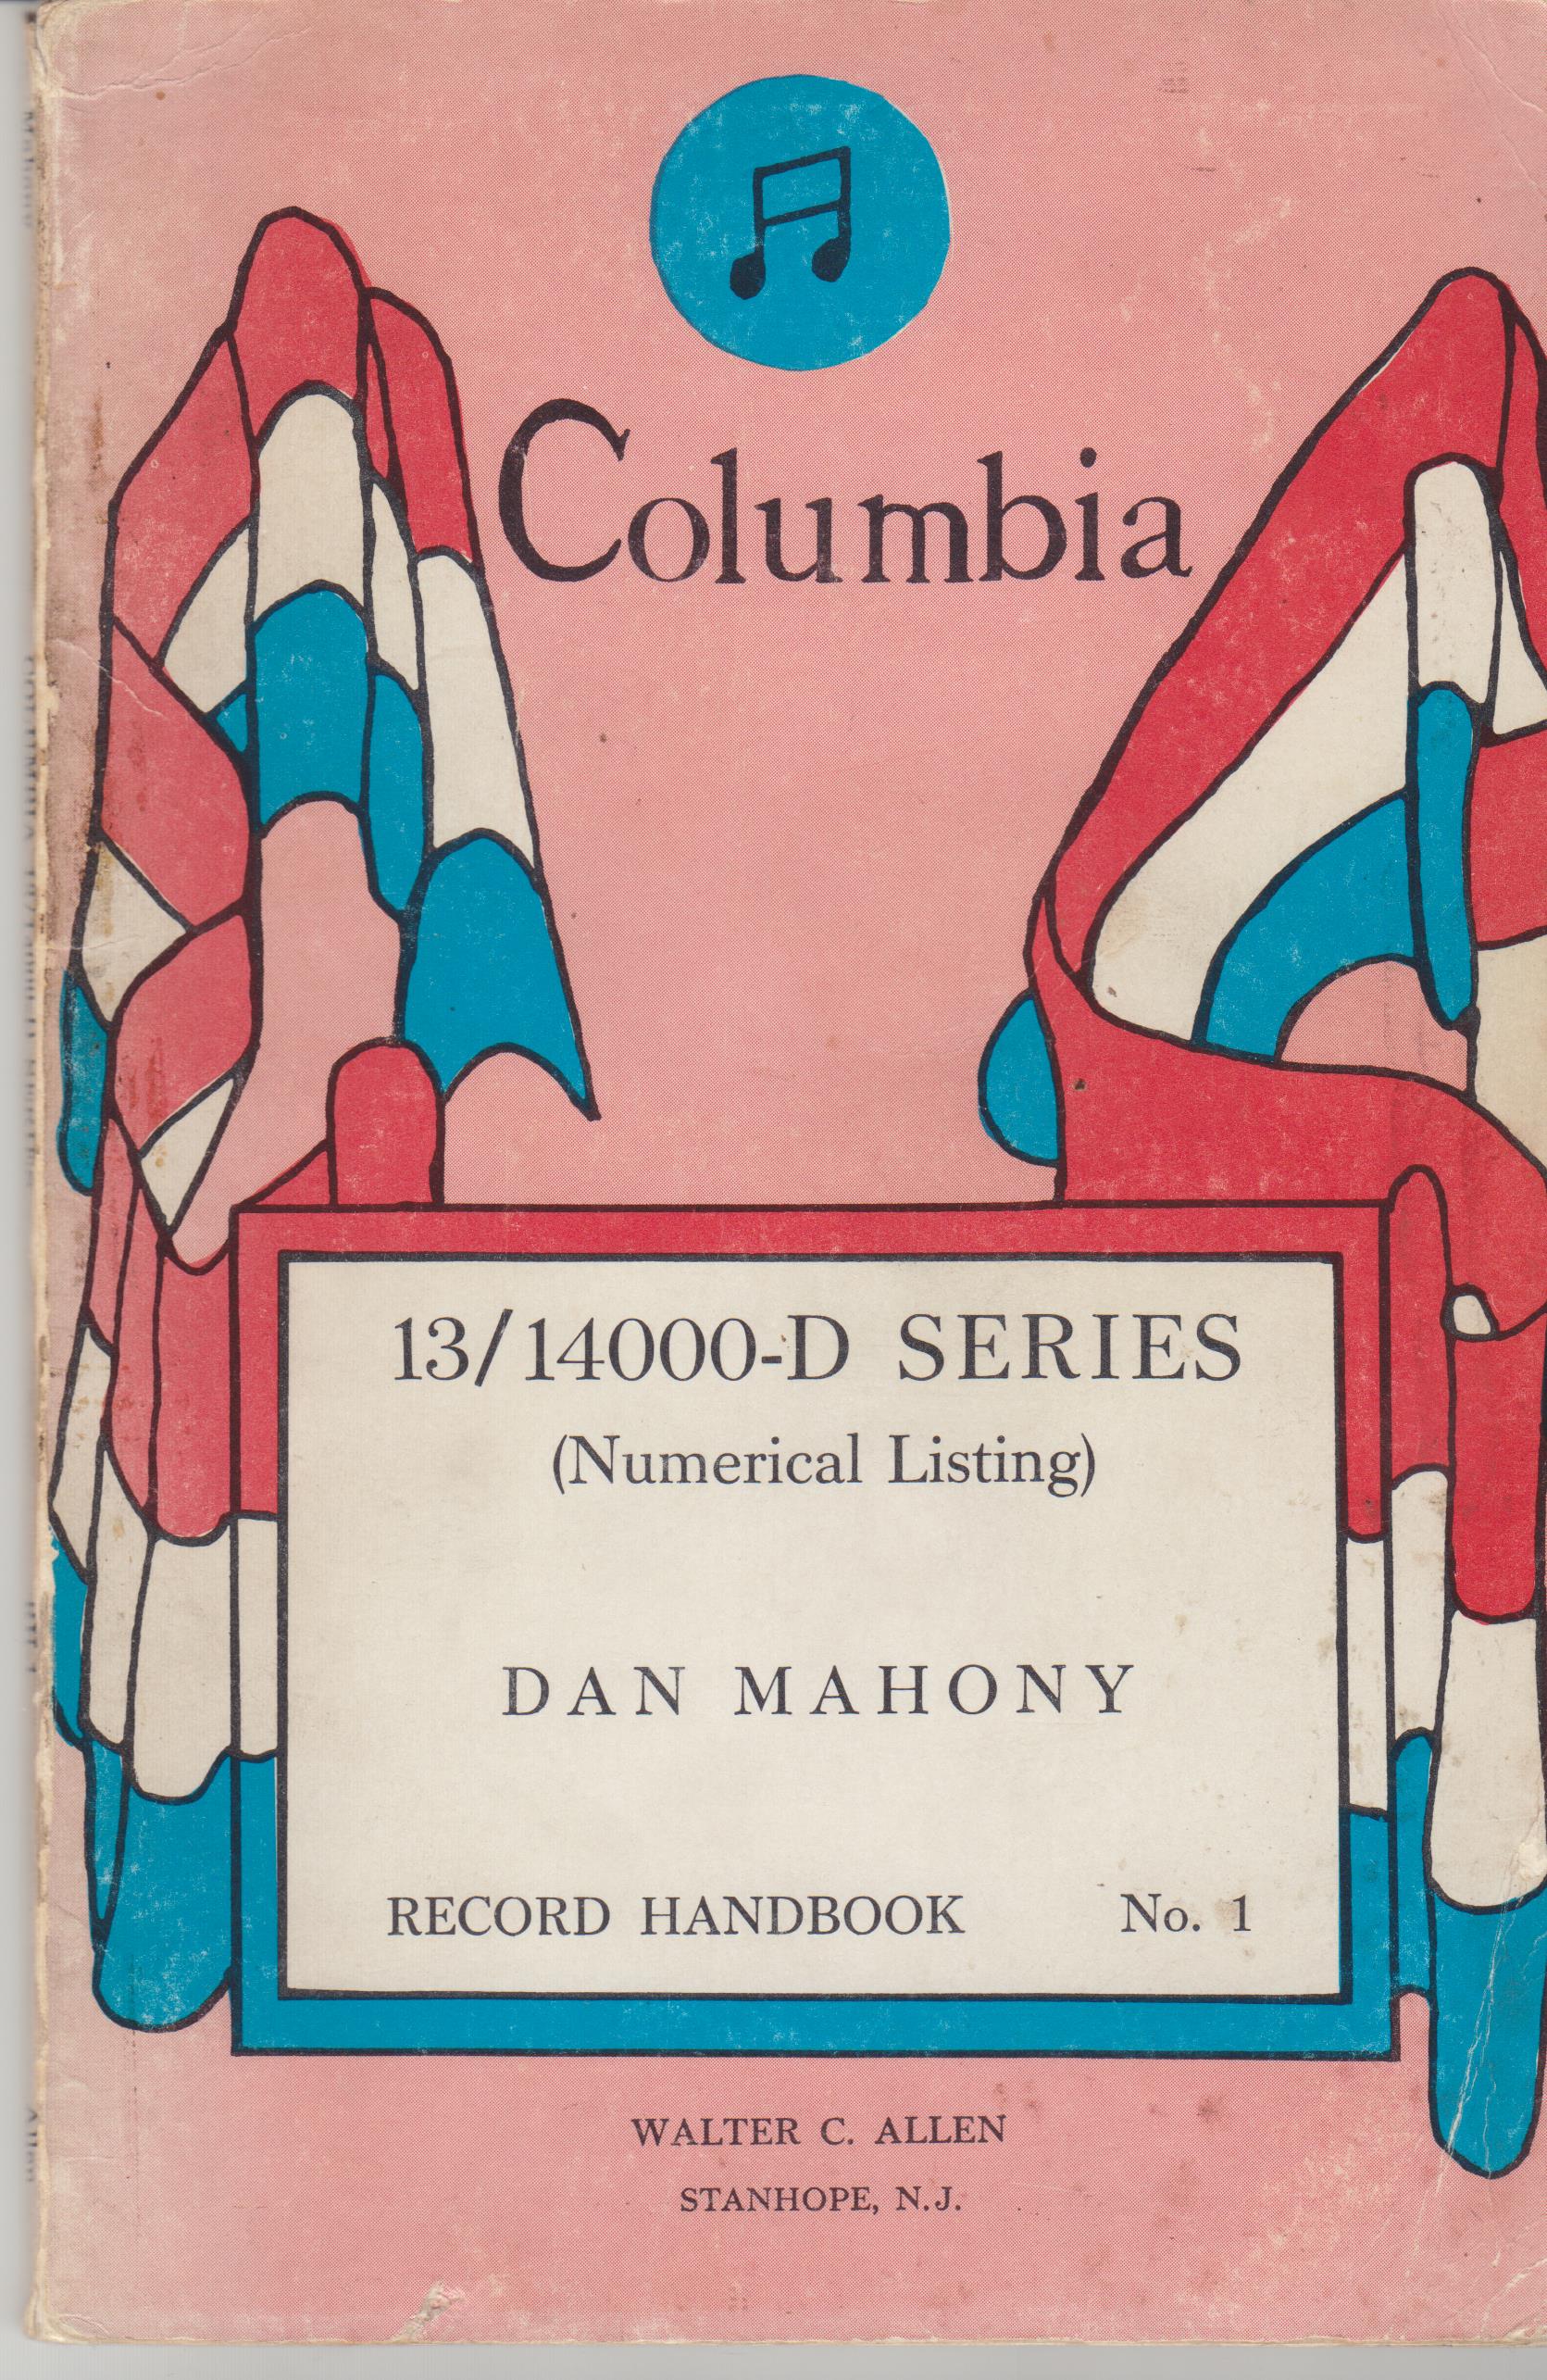 Columbia
13/14000-D SERIES
(Numerical Listing)
DAN MAHONY
RECORD HANDBOOK No. 1
WALTER C. ALLEN
STANHOPE, N.J.